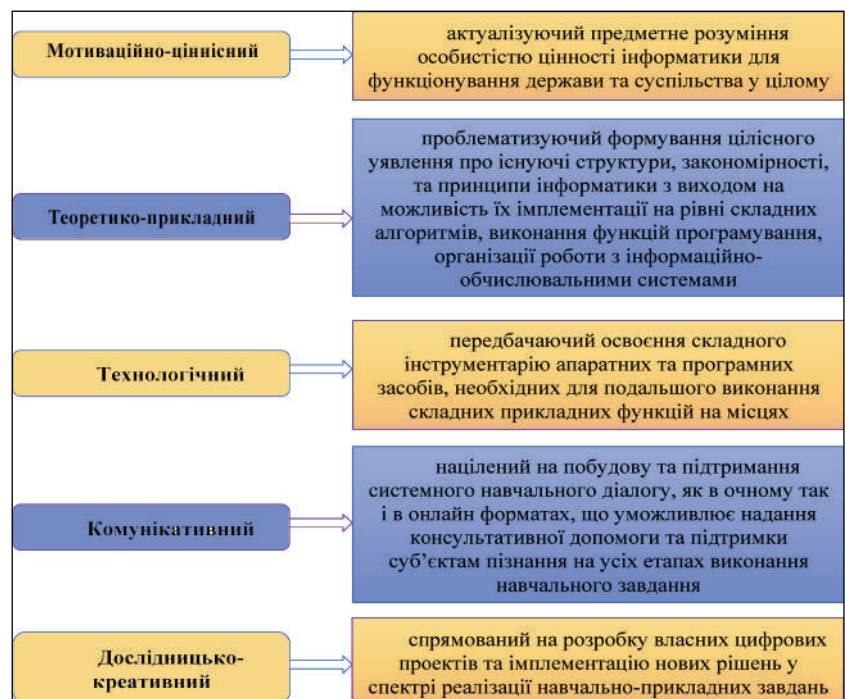 Мотиваційно-ціннісний
актуалізуючий предметне розуміння
особистістю цінності інформатики для
функціонування держави та суспільства у цілому
Теоретико-прикладний
проблематизуючий формування цілісного
уявлення про існуючі структури, закономірності,
та принципи інформатики з виходом на
можливість їх імплементації на рівні складних
алгоритмів, виконання функцій програмування,
організації роботи з інформаційно-
обчислювальними системами
Технологічний
передбачаючий освоєння складного
інструментарію апаратних та програмних
засобів, необхідних для подальшого виконання
складних прикладних функцій на місцях
Комунікативний
націлений на побудову та підтримання
системного навчального діалогу, як в очному так
і в онлайн форматах, що уможливлює надання
консультативної допомоги та підтримки
суб’єктам пізнання на усіх етапах виконання
навчального завдання
Дослідницько-
креативний
спрямований на розробку власних цифрових
проектів та імплементацію нових рішень у
спектрі реалізації навчально-прикладних завдань